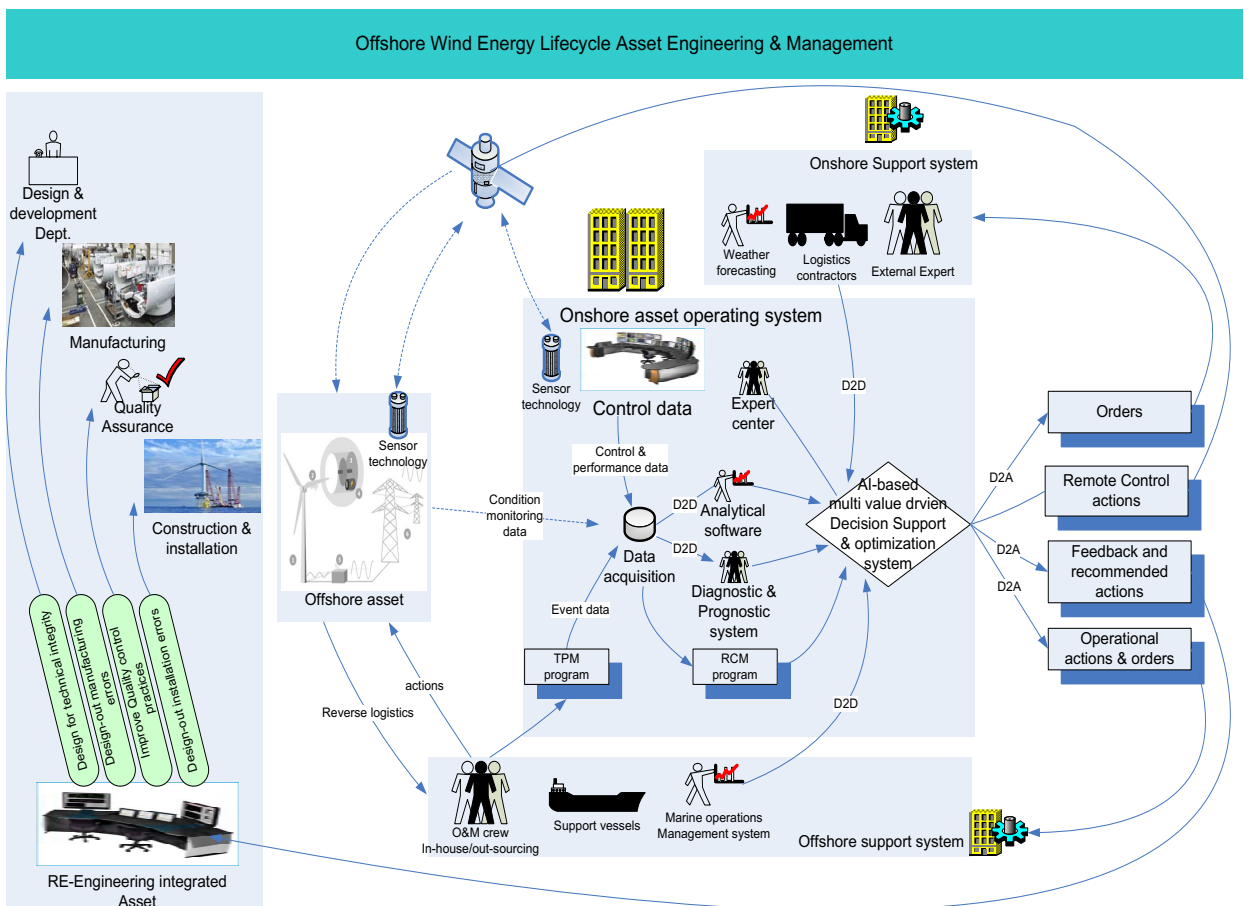 Offshore Wind Energy Lifecycle Asset Engineering & Management
Design &
development
Dept.
Manufacturing
Quality
Assurance
Construction &
installation
Design for technical integrity
Design-out manufacturing
errors
Improve Quality control
practices
Design-out installation errors
RE-Engineering integrated
Asset
Sensor
technology
Offshore asset
Condition
monitoring
data
Reverse logistics
actions
Onshore Support system
Weather
forecasting
Logistics
contractors
External Expert
Onshore asset operating system
Sensor
technology
Control data
Expert
center
D2D
Control &
performance data
D2D
Analytical
software
D2D
Data
acquisition
Diagnostic &
Prognostic
system
Event data
TPM
program
RCM
program
D2D
AI-based
multi value drvien
Decision Support
& optimization
system
D2A
Orders
Remote Control
actions
D2A
Feedback and
recommended
actions
D2A
Operational
actions & orders
O&M crew
In-house/out-sourcing
Support vessels
Marine operations
Management system
Offshore support system